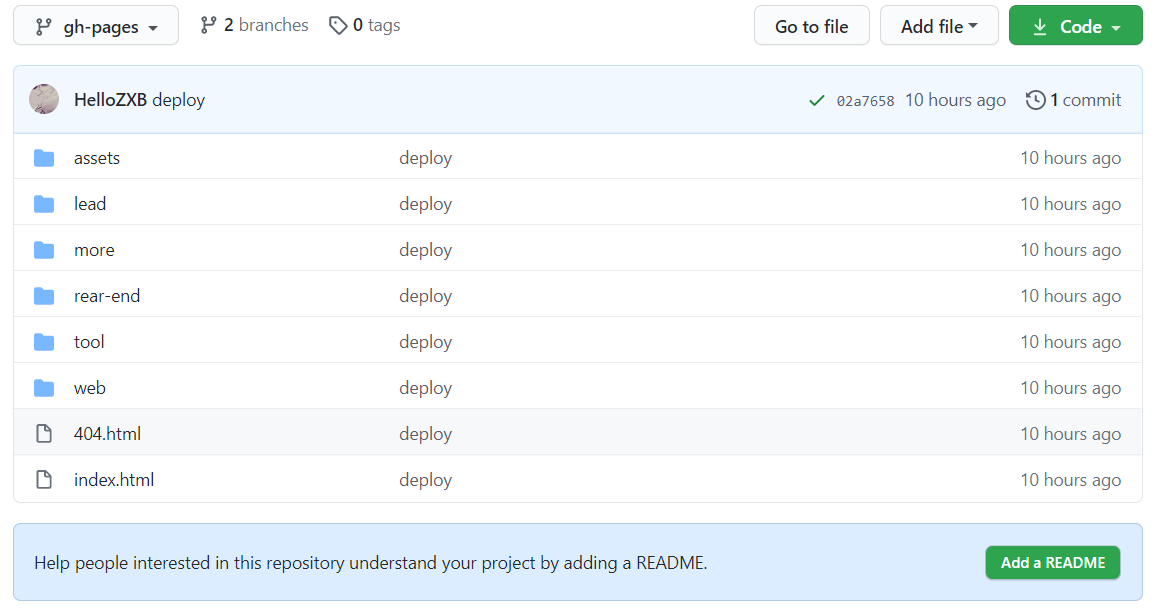 gh-pages 2 branches 0 tags Go to file Add file Code
HelloZXB deploy 02a7658 10 hours ago 1 commit
assets deploy 10 hours ago
lead deploy 10 hours ago
more deploy 10 hours ago
rear-end deploy 10 hours ago
tool deploy 10 hours ago
web deploy 10 hours ago
404.html deploy 10 hours ago
index.html deploy 10 hours ago
Help people interested in this repository understand your project by adding a README. Add a README